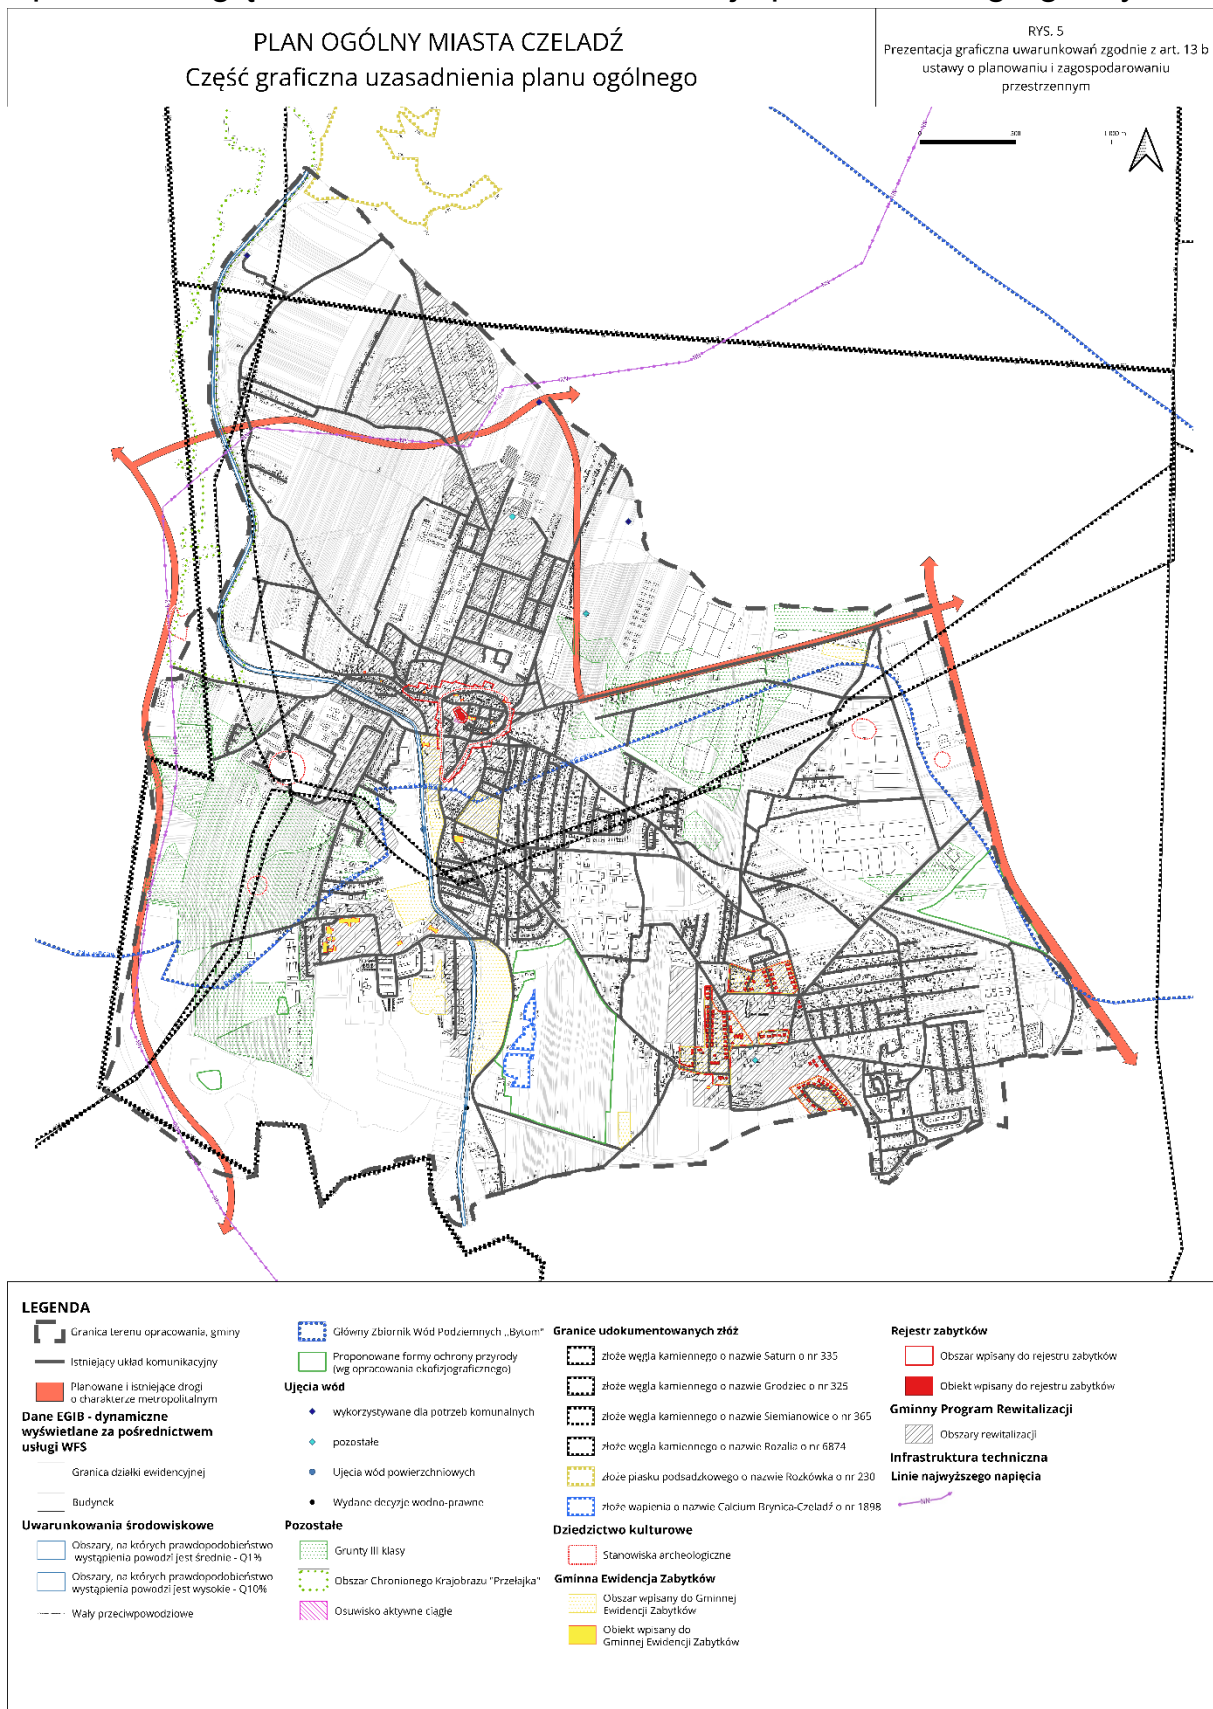 PLAN OGÓLNY MIASTA CZELADŹ
Część graficzna uzasadnienia planu ogólnego
RYS. 5
Prezentacja graficzna uwarunkowań zgodnie z art. 13 b
ustawy o planowaniu i zagospodarowaniu
przestrzennym
LEGENDA
Granica terenu opracowania, gminy
Istniejący układ komunikacyjny
Planowane i istniejące drogi
o charakterze metropolitalnym
Dane EGIB - dynamiczne
wyświetlane za pośrednictwem
usługi WFS
Granica działki ewidencyjnej
Budynek
Uwarunkowania środowiskowe
Obszary, na których prawdopodobieństwo
wystąpienia powodzi jest średnie - Q1%
Obszary, na których prawdopodobieństwo
wystąpienia powodzi jest wysokie - Q10%
Wały przeciwpowodziowe
Główny Zbiornik Wód Podziemnych „Bytom"
Proponowane formy ochrony przyrody
(wg opracowania ekofizjograficznego)
Ujęcia wód
wykorzystywane dla potrzeb komunalnych
pozostałe
Ujęcia wód powierzchniowych
Wydane decyzje wodno-prawne
Pozostałe
Grunty III klasy
Obszar Chronionego Krajobrazu "Przełajka"
Osuwisko aktywne ciągłe
Granice udokumentowanych złóż
złoże węgla kamiennego o nazwie Saturn o nr 335
złoże węgla kamiennego o nazwie Grodziec o nr 325
złoże węgla kamiennego o nazwie Siemianowice o nr 365
złoże węgla kamiennego o nazwie Rozalia o nr 6874
złoże piasku podsadzkowego o nazwie Rozkówka o nr 230
złoże wapienia o nazwie Calcium Brynica-Czeladź o nr 1898
Dziedzictwo kulturowe
Stanowiska archeologiczne
Gminna Ewidencja Zabytków
Obszar wpisany do Gminnej
Ewidencji Zabytków
Obiekt wpisany do
Gminnej Ewidencji Zabytków
Rejestr zabytków
Obszar wpisany do rejestru zabytków
Obiekt wpisany do rejestru zabytków
Gminny Program Rewitalizacji
Obszary rewitalizacji
Infrastruktura techniczna
Linie najwyższego napięcia